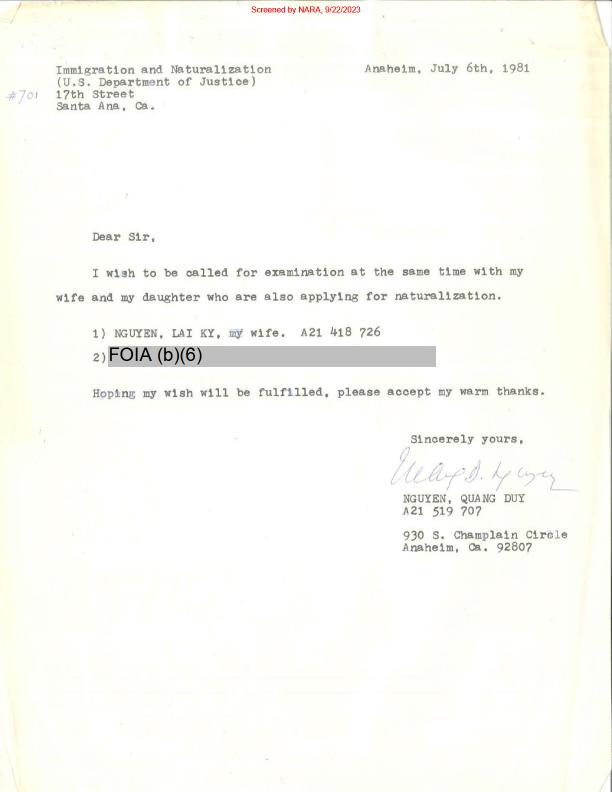 Screened by NARA, 9/22/2023
Immigration and Naturalization
(U.S. Department of Justice)
#701 17th Street
Santa Ana, Ca.
Anaheim, July 6th, 1981
Dear Sir,
I wish to be called for examination at the same time with my
wife and my daughter who are also applying for naturalization.
1) NGUYEN, LAI KY, my wife. A21 418 726
2) FOIA (b)(6)
Hoping my wish will be fulfilled, please accept my warm thanks.
Sincerely yours,
NGUYEN, QUANG DUY
A21 519 707
930 S. Champlain Circle
Anaheim, Ca. 92807